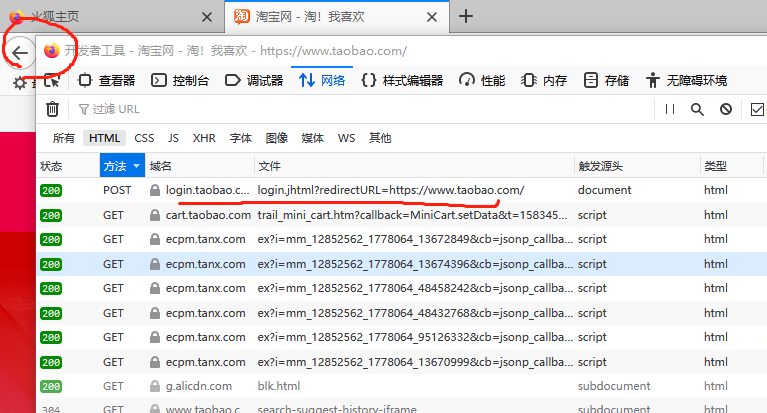 火狐主页 淘宝网 - 淘！我喜欢
开发者工具 - 淘宝网 - 淘！我喜欢 - https://www.taobao.com/
查看器 控制台 调试器 网络 样式编辑器 性能 内存 存储 无障碍环境
过滤 URL
所有 HTML CSS JS XHR 字体 图像 媒体 WS 其他
状态 方法 域名 文件 触发源头 类型
200 POST login.taobao.c... login.jhtml?redirectURL=https://www.taobao.com/ document html
200 GET cart.taobao.com trail_mini_cart.htm?callback=MiniCart.setData&t=158345... script html
200 GET ecpm.tanx.com ex?i=mm_12852562_1778064_13672849&cb=jsonp_callba... script html
200 GET ecpm.tanx.com ex?i=mm_12852562_1778064_13674396&cb=jsonp_callba... script html
200 GET ecpm.tanx.com ex?i=mm_12852562_1778064_48458242&cb=jsonp_callba... script html
200 GET ecpm.tanx.com ex?i=mm_12852562_1778064_48432768&cb=jsonp_callba... script html
200 GET ecpm.tanx.com ex?i=mm_12852562_1778064_95126332&cb=jsonp_callba... script html
200 GET ecpm.tanx.com ex?i=mm_12852562_1778064_13670999&cb=jsonp_callba... script html
200 GET g.alicdn.com blk.html subdocument html
304 GET www.taobao.c... search-suggest-history-iframe subdocument html